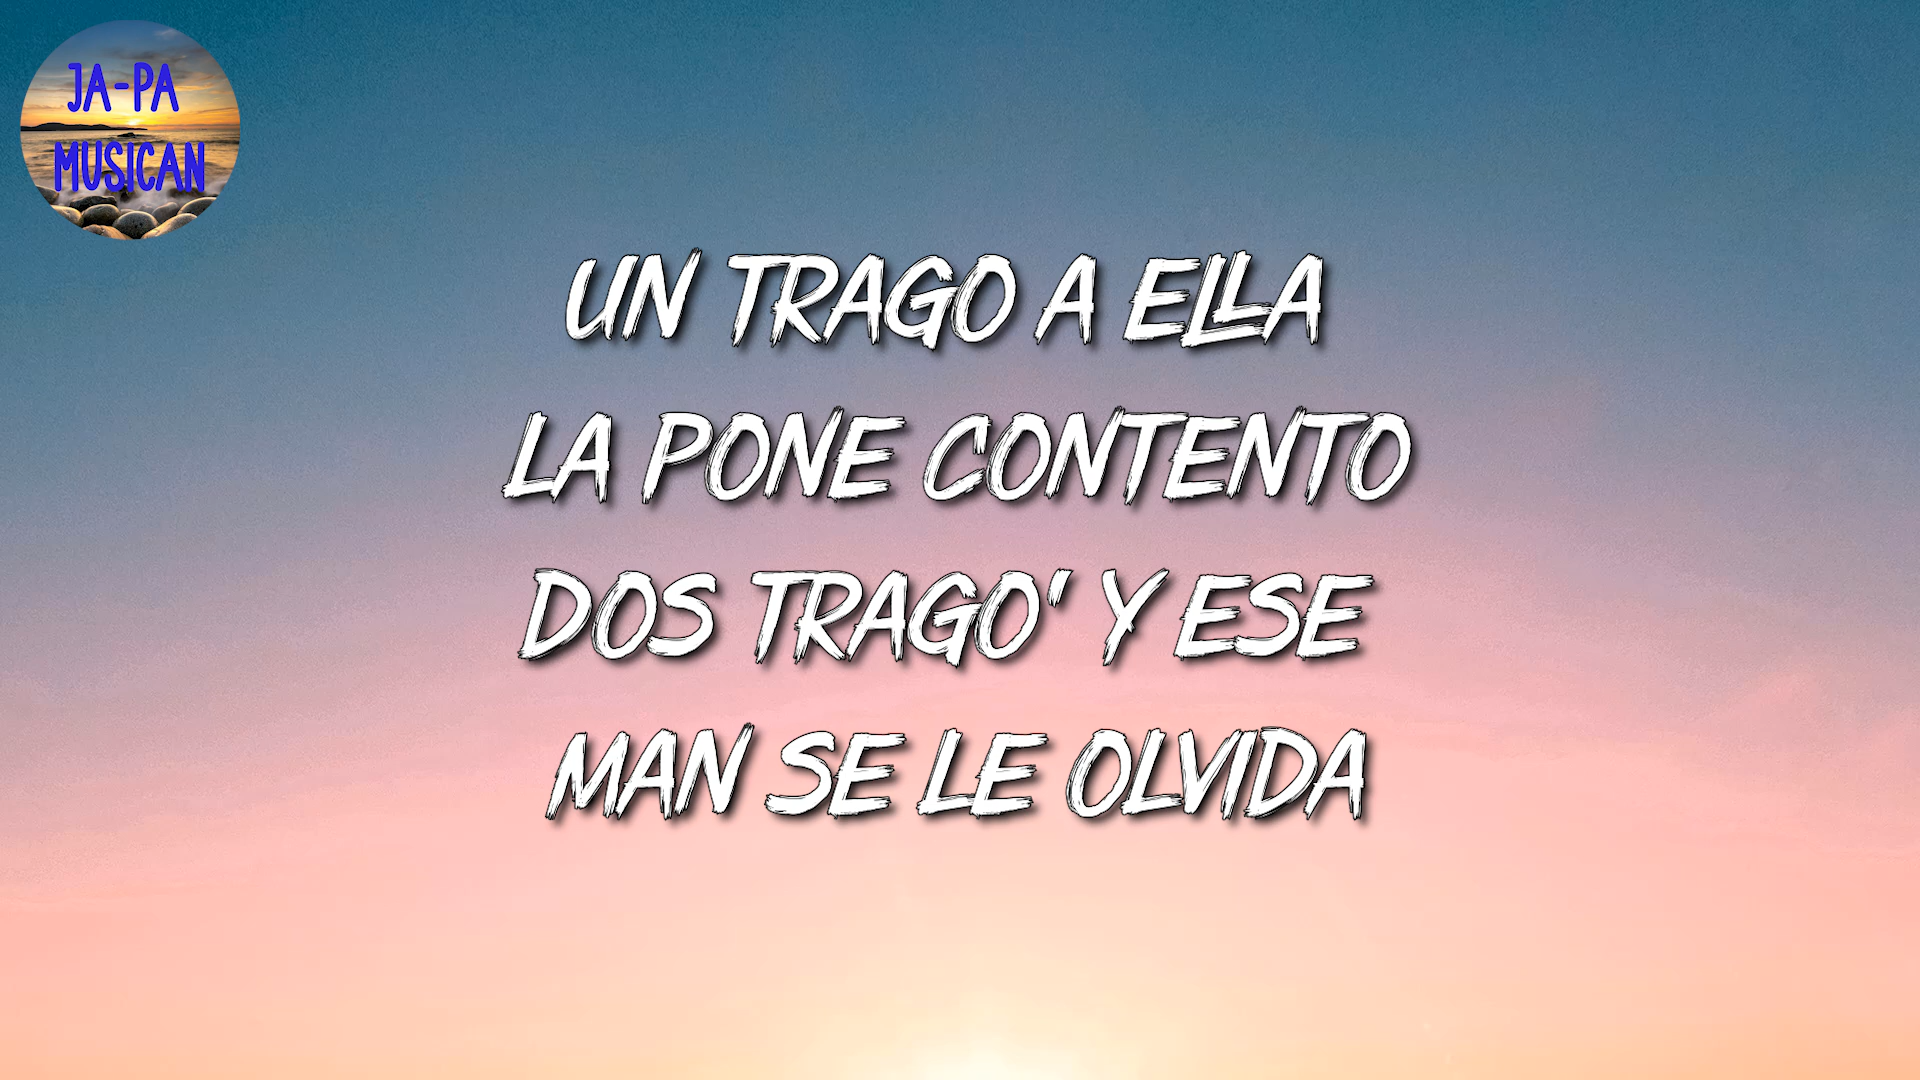 JA-PA
MUSICAN
UN TRAGO A ELLA
LA PONE CONTENTO
DOS TRAGO' Y ESE
MAN SE LE OLVIDA